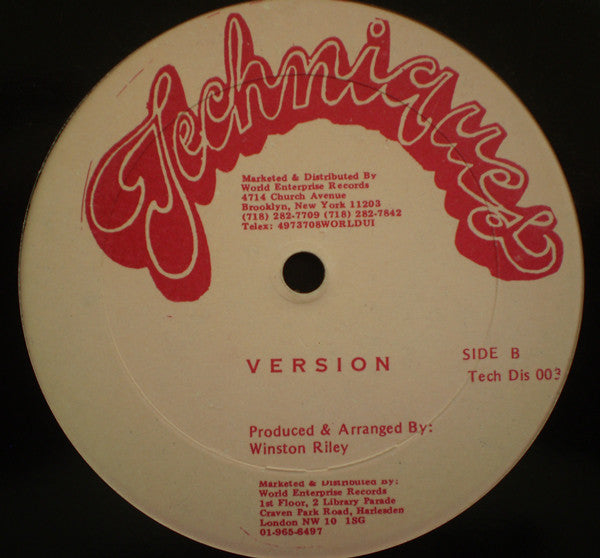 Techniques
Marketed & Distributed By
World Enterprise Records
4714 Church Avenue
Brooklyn, New York 11203
(718) 282-7709 (718) 282-7842
Telex: 4973708WORLDUI
VERSION
SIDE B
Tech Dis 003
Produced & Arranged By:
Winston Riley
Marketed & Distributed By:
World Enterprise Records
1st Floor, 2 Library Parade
Craven Park Road, Harlesden
London NW 10 1SG
01-965-6497